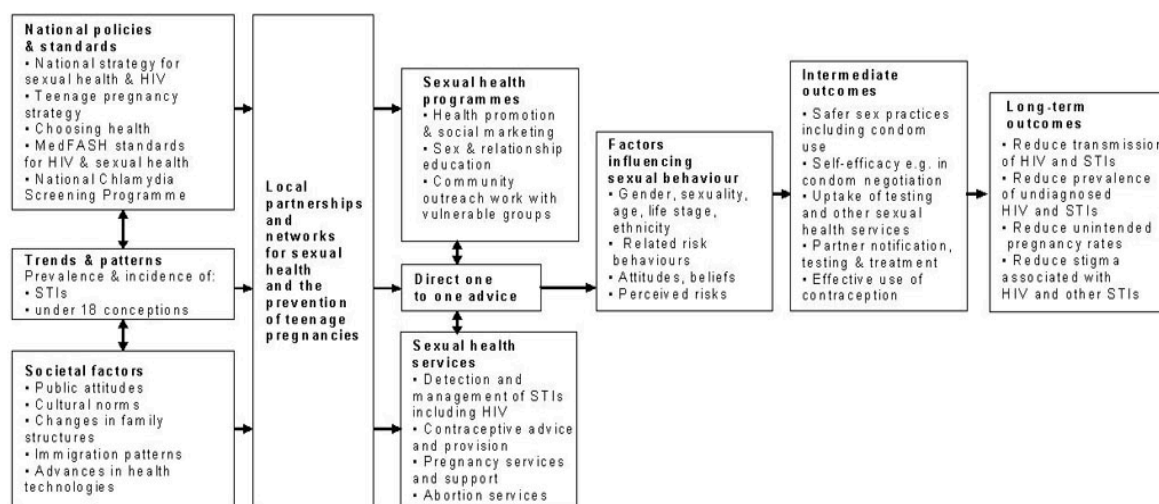 National policies
& standards
▪ National strategy for
sexual health & HIV
▪ Teenage pregnancy
strategy
▪ Choosing health
▪ MedFASH standards
for HIV & sexual health
▪ National Chlamydia
Screening Programme
Trends & patterns
Prevalence & incidence of:
▪ STIs
▪ under 18 conceptions
Societal factors
▪ Public attitudes
▪ Cultural norms
▪ Changes in family
structures
▪ Immigration patterns
▪ Advances in health
technologies
Local
partnerships
and
networks
for sexual
health
and the
prevention
of teenage
pregnancies
Sexual health
programmes
▪ Health promotion
& social marketing
▪ Sex & relationship
education
▪ Community
outreach work with
vulnerable groups
Direct one
to one advice
Sexual health
services
▪ Detection and
management of STIs
including HIV
▪ Contraceptive advice
and provision
▪ Pregnancy services
and support
▪ Abortion services
Factors
influencing
sexual behaviour
▪ Gender, sexuality,
age, life stage,
ethnicity
▪ Related risk
behaviours
▪ Attitudes, beliefs
▪ Perceived risks
Intermediate
outcomes
▪ Safer sex practices
including condom
use
▪ Self-efficacy e.g. in
condom negotiation
▪ Uptake of testing
and other sexual
health services
▪ Partner notification,
testing & treatment
▪ Effective use of
contraception
Long-term
outcomes
▪ Reduce transmission
of HIV and STIs
▪ Reduce prevalence
of undiagnosed
HIV and STIs
▪ Reduce unintended
pregnancy rates
▪ Reduce stigma
associated with
HIV and other STIs